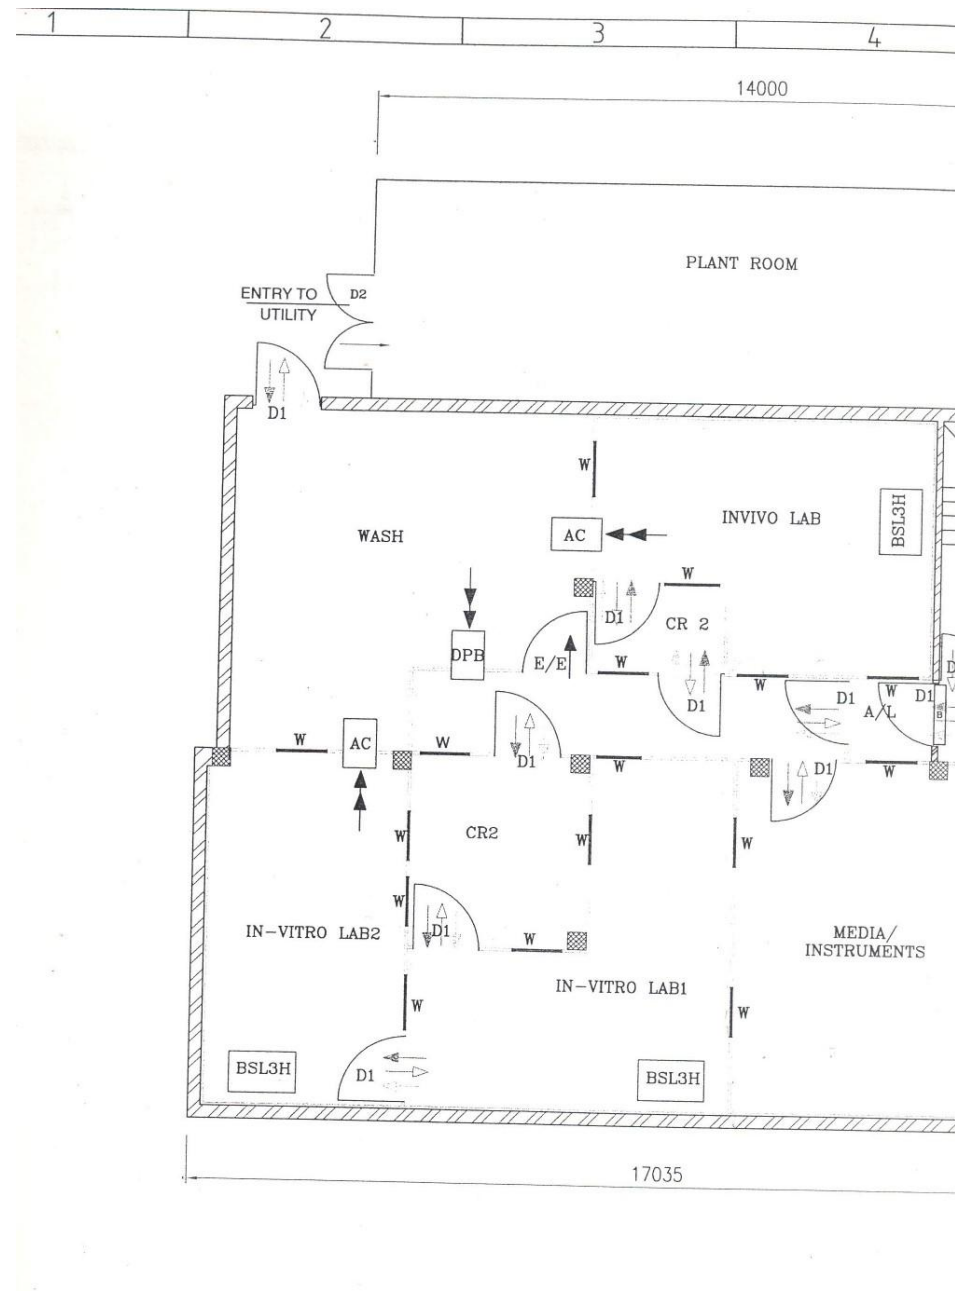 1
2
3
4
14000
PLANT ROOM
ENTRY TO
UTILITY
D2
D1
W
INVIVO LAB
BSL3H
WASH
AC
W
D1
CR 2
DPB
E/E
W
W
W
D1
D1
D1
A/L
B
D
W
AC
W
D1
W
D1
W
W
CR2
W
W
W
D1
W
IN-VITRO LAB2
MEDIA/
INSTRUMENTS
IN-VITRO LAB1
W
W
BSL3H
D1
BSL3H
17035